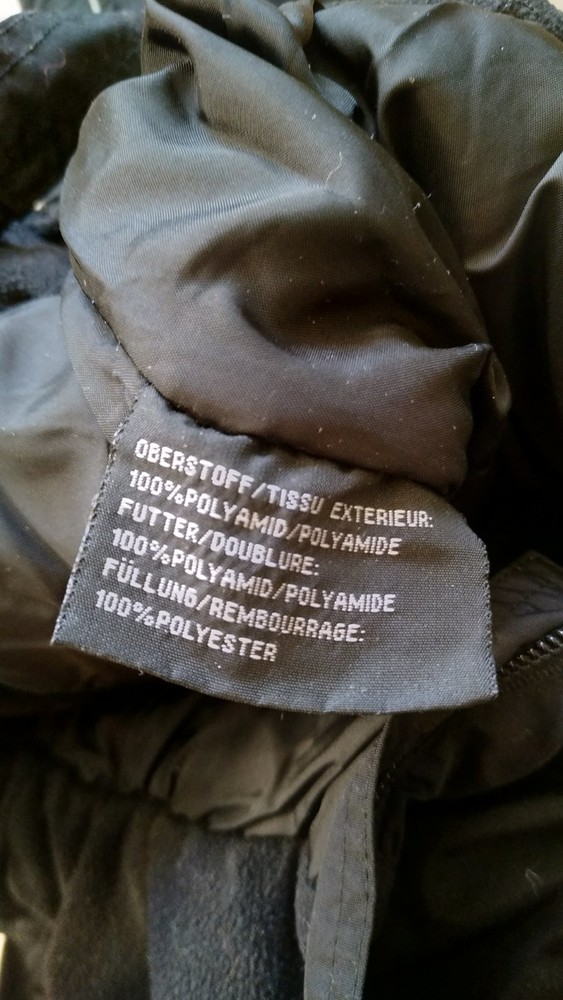 OBERSTOFF/TISSU EXTERIEUR:
100%POLYAMID/POLYAMIDE
FUTTER/DOUBLURE:
100%POLYAMID/POLYAMIDE
FÜLLUNG/REMBOURRAGE:
100%POLYESTER